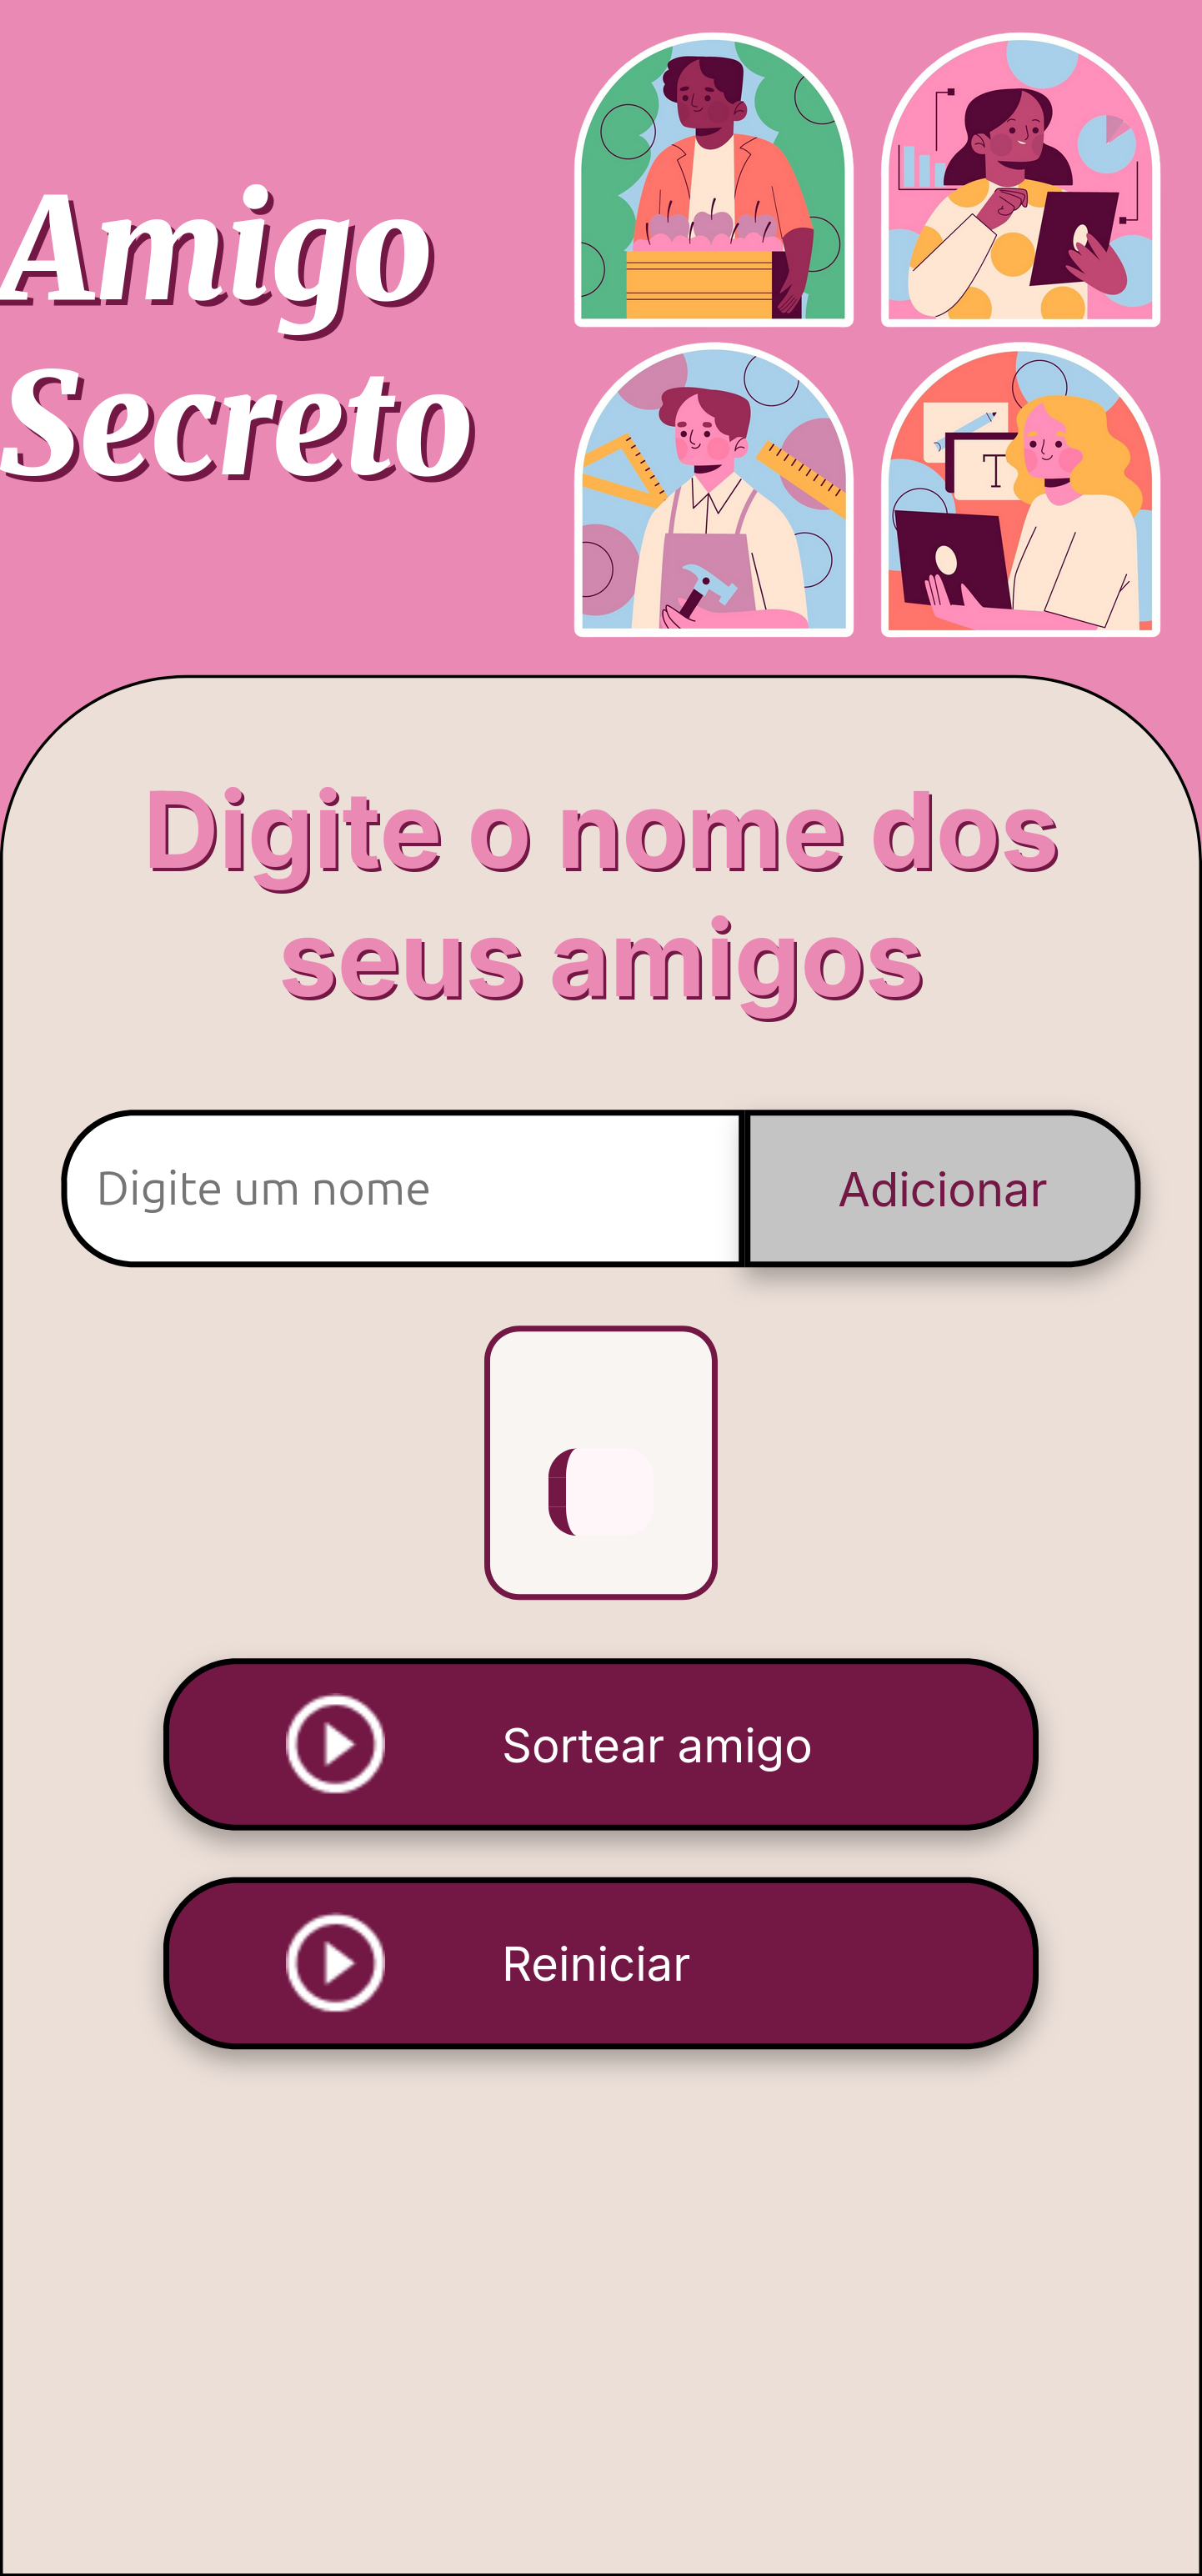 Amigo
Secreto
T
Digite o nome dos
seus amigos
Digite um nome
Adicionar
Sortear amigo
Reiniciar